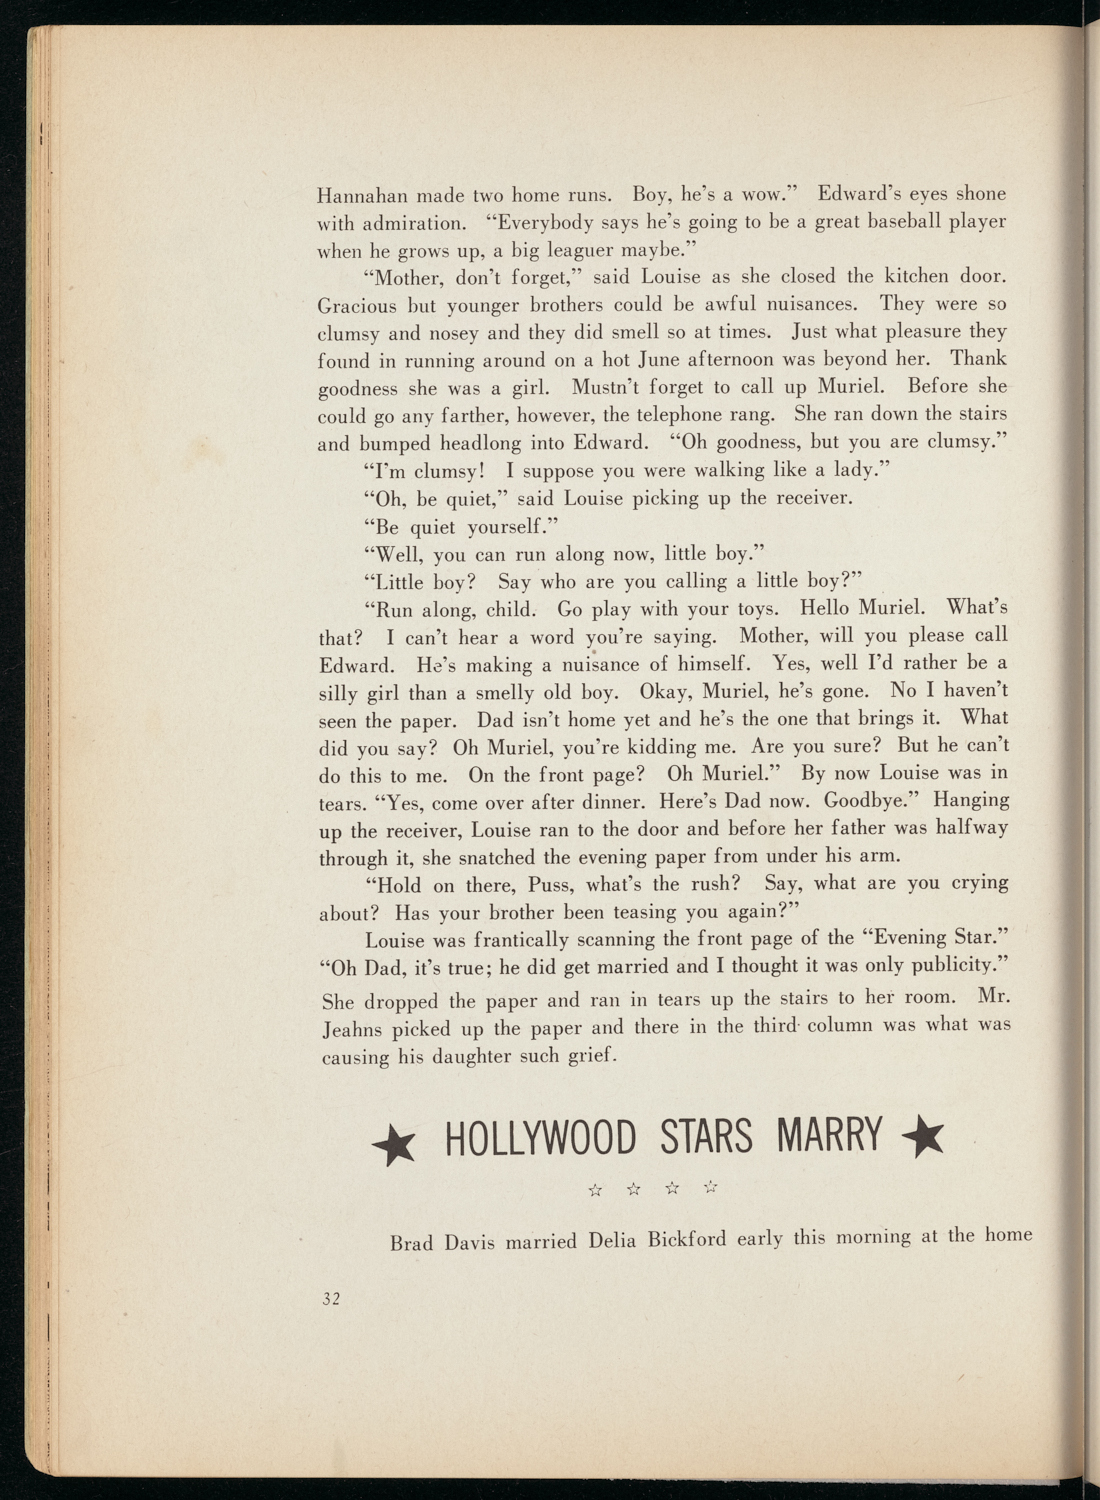 Hannahan made two home runs. Boy, he's a wow.” Edward's eyes shone
with admiration. “Everybody says he's going to be a great baseball player
when he grows up, a big leaguer maybe.”
“Mother, don't forget,” said Louise as she closed the kitchen door.
Gracious but younger brothers could be awful nuisances. They were so
clumsy and nosey and they did smell so at times. Just what pleasure they
found in running around on a hot June afternoon was beyond her. Thank
goodness she was a girl. Mustn't forget to call up Muriel. Before she
could go any farther, however, the telephone rang. She ran down the stairs
and bumped headlong into Edward. “Oh goodness, but you are clumsy.”
“I'm clumsy! I suppose you were walking like a lady.”
“Oh, be quiet,” said Louise picking up the receiver.
“Be quiet yourself.”
“Well, you can run along now, little boy.”
“Little boy? Say who are you calling a little boy?”
“Run along, child. Go play with your toys. Hello Muriel. What's
that? I can't hear a word you're saying. Mother, will you please call
Edward. He's making a nuisance of himself. Yes, well I'd rather be a
silly girl than a smelly old boy. Okay, Muriel, he's gone. No I haven't
seen the paper. Dad isn't home yet and he's the one that brings it. What
did you say? Oh Muriel, you're kidding me. Are you sure? But he can't
do this to me. On the front page? Oh Muriel.” By now Louise was in
tears. “Yes, come over after dinner. Here's Dad now. Goodbye.” Hanging
up the receiver, Louise ran to the door and before her father was halfway
through it, she snatched the evening paper from under his arm.
“Hold on there, Puss, what's the rush? Say, what are you crying
about? Has your brother been teasing you again?”
Louise was frantically scanning the front page of the “Evening Star.”
“Oh Dad, it's true; he did get married and I thought it was only publicity.”
She dropped the paper and ran in tears up the stairs to her room. Mr.
Jeahns picked up the paper and there in the third column was what was
causing his daughter such grief.
★ HOLLYWOOD STARS MARRY ★
☆ ☆ ☆ ☆
Brad Davis married Delia Bickford early this morning at the home
32